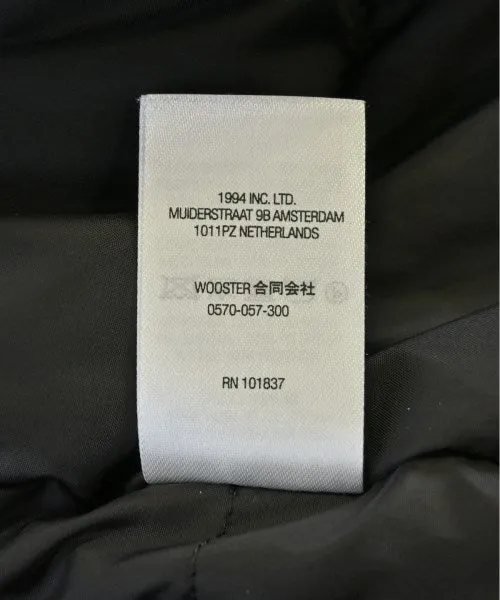 1994 INC. LTD.
MUIDERSTRAAT 9B AMSTERDAM
1011PZ NETHERLANDS
WOOSTER 合同会社
0570-057-300
RN 101837